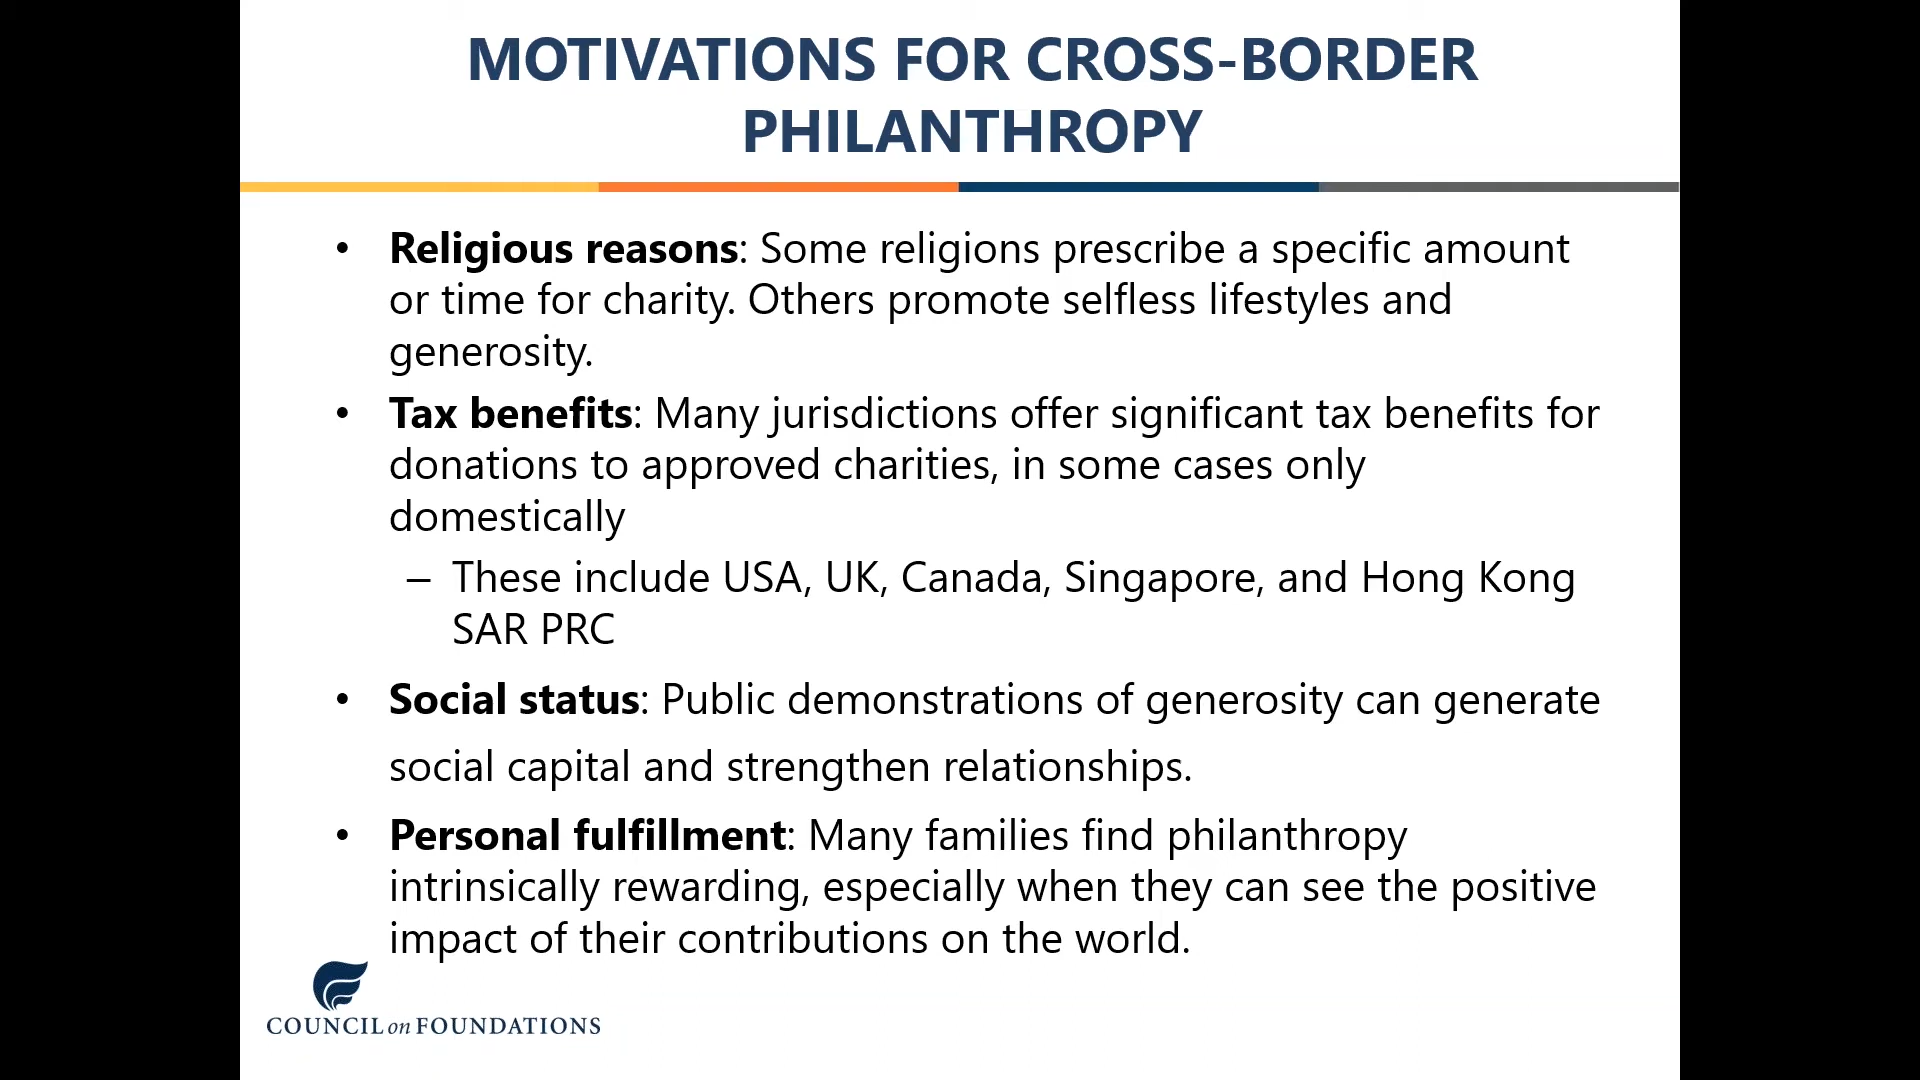 MOTIVATIONS FOR CROSS-BORDER
PHILANTHROPY
• Religious reasons: Some religions prescribe a specific amount
or time for charity. Others promote selfless lifestyles and
generosity.
• Tax benefits: Many jurisdictions offer significant tax benefits for
donations to approved charities, in some cases only
domestically
– These include USA, UK, Canada, Singapore, and Hong Kong
SAR PRC
• Social status: Public demonstrations of generosity can generate
social capital and strengthen relationships.
• Personal fulfillment: Many families find philanthropy
intrinsically rewarding, especially when they can see the positive
impact of their contributions on the world.
COUNCIL on FOUNDATIONS